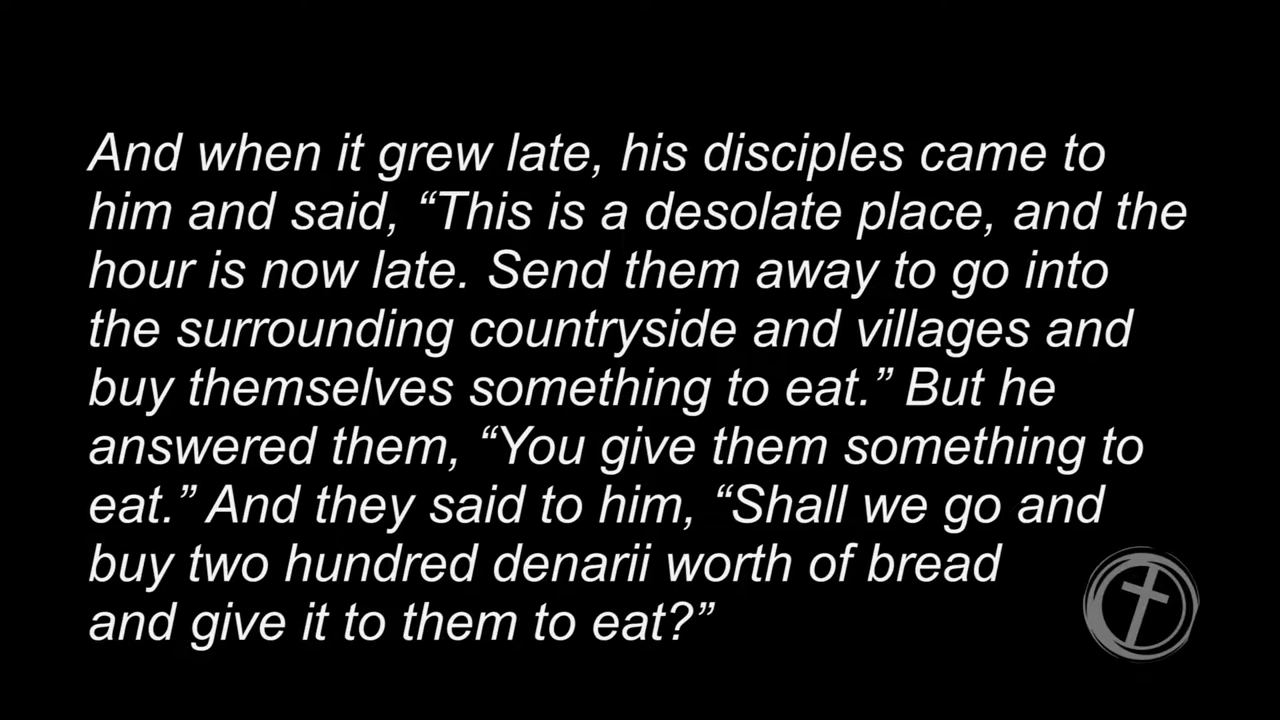 And when it grew late, his disciples came to
him and said, “This is a desolate place, and the
hour is now late. Send them away to go into
the surrounding countryside and villages and
buy themselves something to eat.” But he
answered them, “You give them something to
eat.” And they said to him, “Shall we go and
buy two hundred denarii worth of bread
and give it to them to eat?”